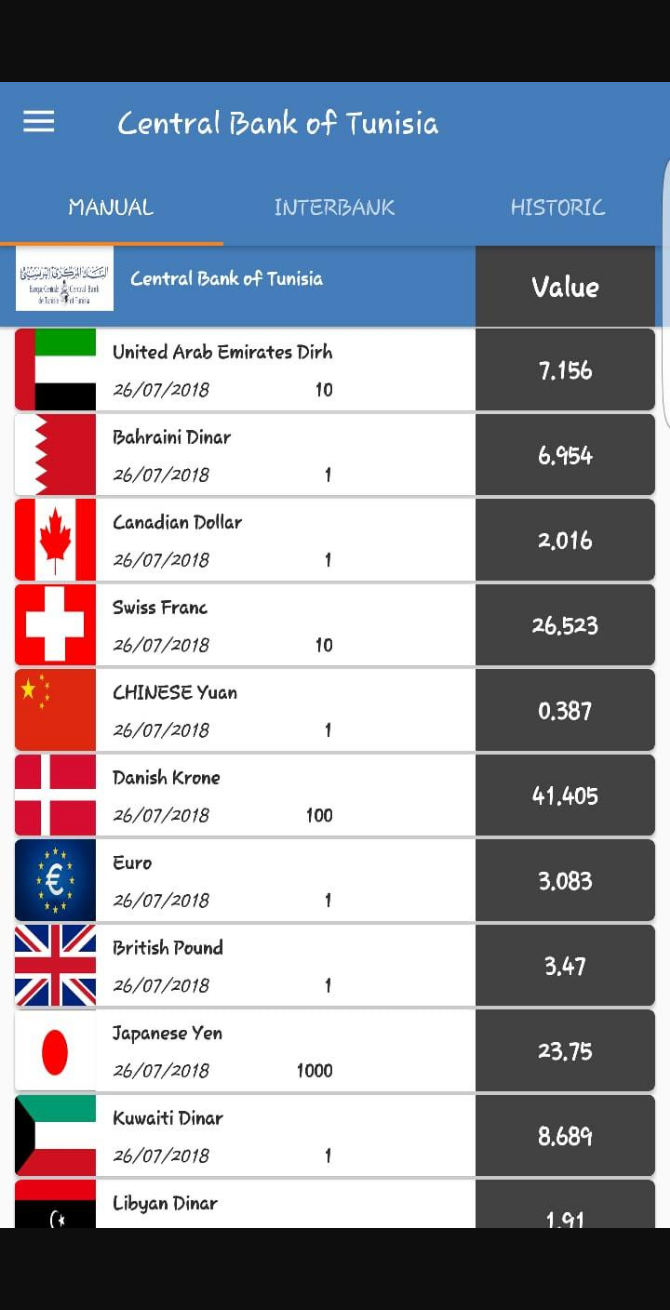 Central Bank of Tunisia
MANUAL INTERBANK HISTORIC
Central Bank of Tunisia Value
United Arab Emirates Dirh
26/07/2018 10 7.156
Bahraini Dinar
26/07/2018 1 6.954
Canadian Dollar
26/07/2018 1 2.016
Swiss Franc
26/07/2018 10 26.523
CHINESE Yuan
26/07/2018 1 0.387
Danish Krone
26/07/2018 100 41.405
Euro
€
26/07/2018 1 3.083
British Pound
26/07/2018 1 3.47
Japanese Yen
26/07/2018 1000 23.75
Kuwaiti Dinar
26/07/2018 1 8.689
Libyan Dinar
1.91